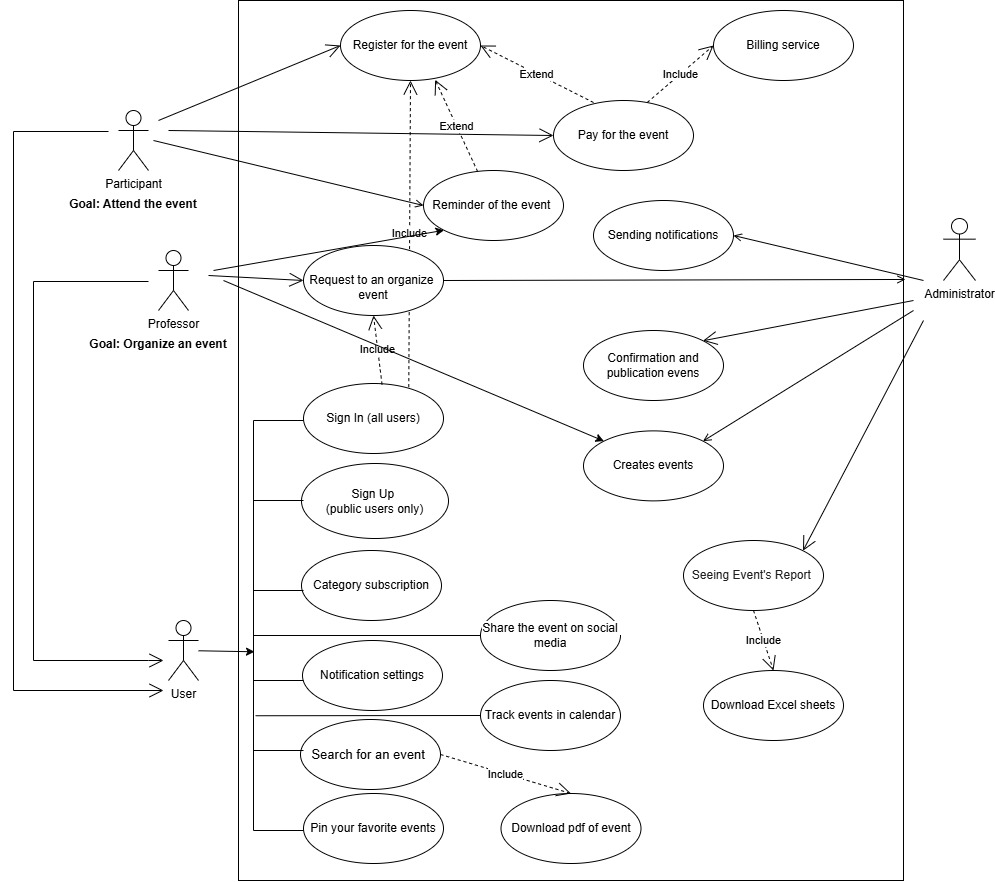 Register for the event
Billing service
Extend
Include
Pay for the event
Extend
Participant
Goal: Attend the event
Reminder of the event
Include
Sending notifications
Request to an organize
event
Administrator
Professor
Goal: Organize an event
Include
Confirmation and
publication evens
Sign In (all users)
Creates events
Sign Up
(public users only)
Category subscription
Seeing Event's Report
Share the event on social
media
Include
User
Notification settings
Download Excel sheets
Track events in calendar
Search for an event
Include
Pin your favorite events
Download pdf of event